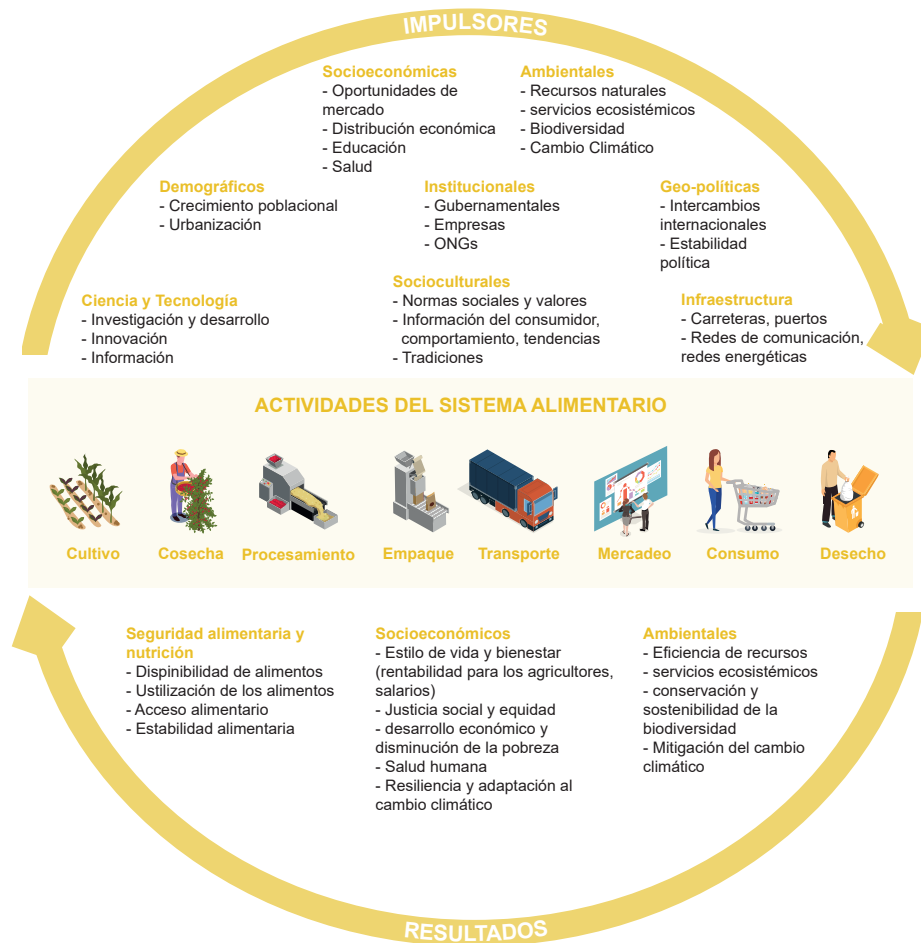 IMPULSORES
Socioeconómicas
- Oportunidades de
mercado
- Distribución económica
- Educación
- Salud
Ambientales
- Recursos naturales
- servicios ecosistémicos
- Biodiversidad
- Cambio Climático
Demográficos
- Crecimiento poblacional
- Urbanización
Institucionales
- Gubernamentales
- Empresas
- ONGs
Geo-políticas
- Intercambios
internacionales
- Estabilidad
política
Ciencia y Tecnología
- Investigación y desarrollo
- Innovación
- Información
Socioculturales
- Normas sociales y valores
- Información del consumidor,
comportamiento, tendencias
- Tradiciones
Infraestructura
- Carreteras, puertos
- Redes de comunicación,
redes energéticas
ACTIVIDADES DEL SISTEMA ALIMENTARIO
Cultivo
Cosecha
Procesamiento
Empaque
Transporte
Mercadeo
Consumo
Desecho
Seguridad alimentaria y
nutrición
- Dispinibilidad de alimentos
- Ustilización de los alimentos
- Acceso alimentario
- Estabilidad alimentaria
Socioeconómicos
- Estilo de vida y bienestar
(rentabilidad para los agricultores,
salarios)
- Justicia social y equidad
- desarrollo económico y
disminución de la pobreza
- Salud humana
- Resiliencia y adaptación al
cambio climático
Ambientales
- Eficiencia de recursos
- servicios ecosistémicos
- conservación y
sostenibilidad de la
biodiversidad
- Mitigación del cambio
climático
RESULTADOS